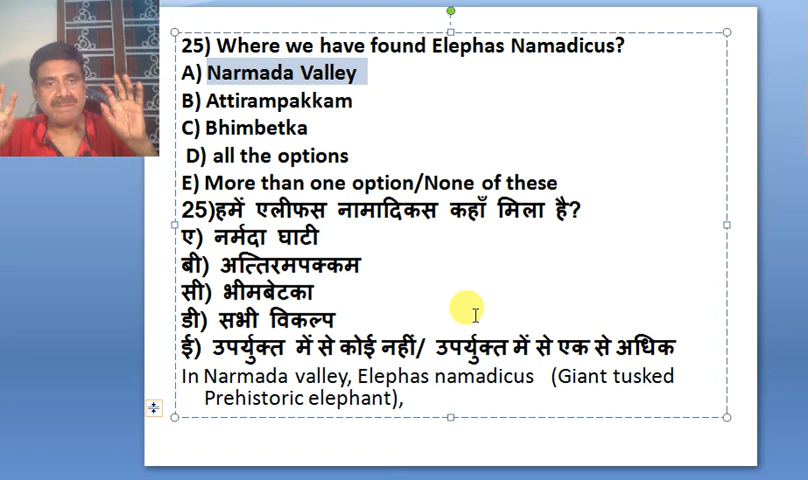 25) Where we have found Elephas Namadicus?
A) Narmada Valley
B) Attirampakkam
C) Bhimbetka
D) all the options
E) More than one option/None of these
25)हमें एलीफस नामादिकस कहाँ मिला है?
ए) नर्मदा घाटी
बी) अत्तिरमपक्कम
सी) भीमबेटका
डी) सभी विकल्प
ई) उपर्युक्त में से कोई नहीं/ उपर्युक्त में से एक से अधिक
In Narmada valley, Elephas namadicus (Giant tusked
Prehistoric elephant),